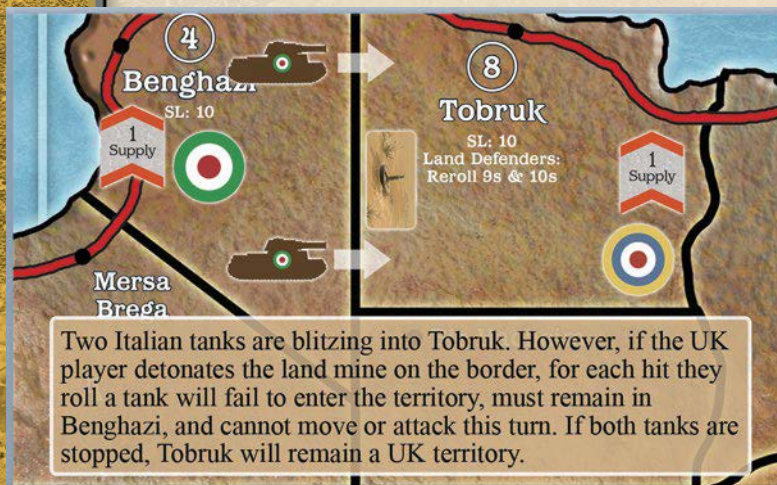 4
Benghazi
SL: 10
1
Supply
8
Tobruk
SL: 10
Land Defenders:
Reroll 9s & 10s
1
Supply
Mersa
Brega
Two Italian tanks are blitzing into Tobruk. However, if the UK
player detonates the land mine on the border, for each hit they
roll a tank will fail to enter the territory, must remain in
Benghazi, and cannot move or attack this turn. If both tanks are
stopped, Tobruk will remain a UK territory.